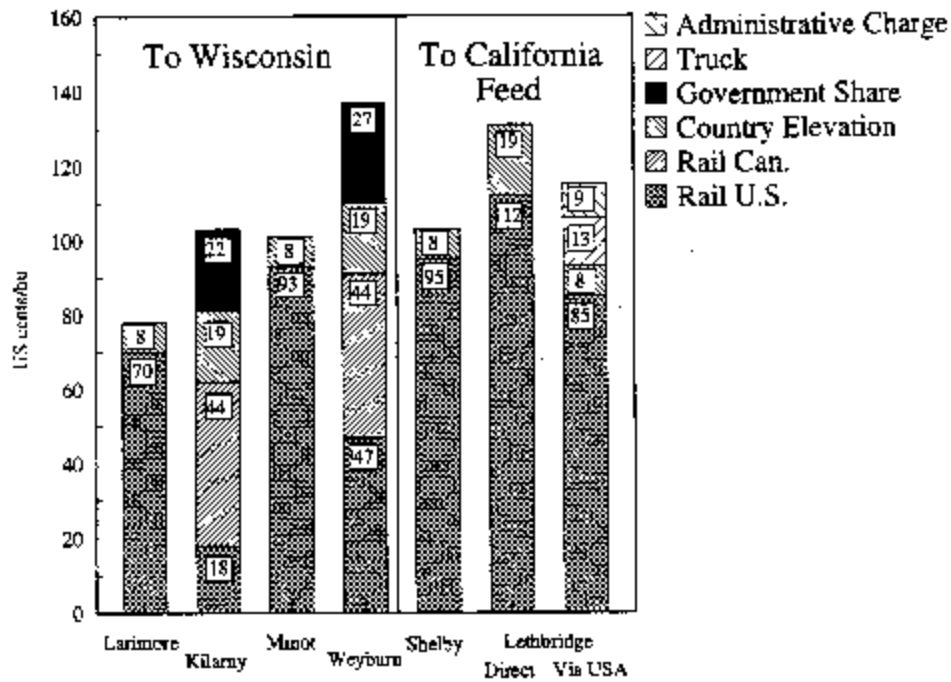 160
140
120
100
80
60
40
20
0
US cents/bu
To Wisconsin
To California
Feed
Administrative Charge
Truck
Government Share
Country Elevation
Rail Can.
Rail U.S.
8
70
22
19
44
18
8
93
27
19
44
47
8
95
19
112
9
13
8
85
Larimore
Kilarny
Minot
Weyburn
Shelby
Lethbridge
Direct Via USA